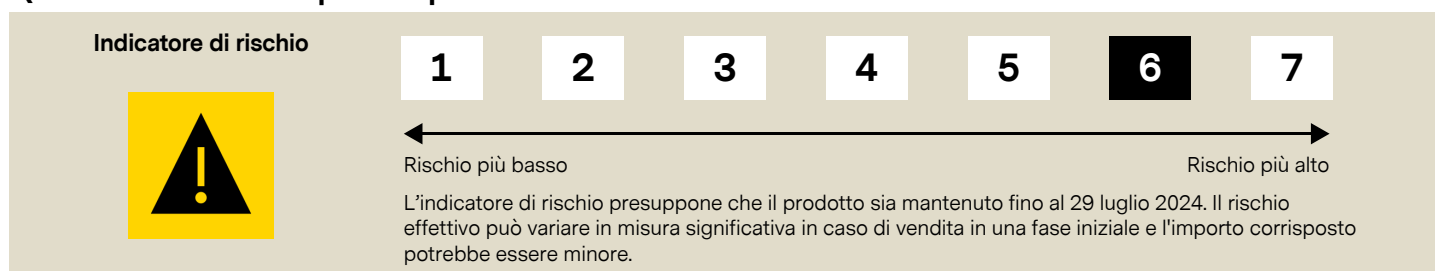 Indicatore di rischio
1 2 3 4 5 6 7
Rischio più basso Rischio più alto
L'indicatore di rischio presuppone che il prodotto sia mantenuto fino al 29 luglio 2024. Il rischio
effettivo può variare in misura significativa in caso di vendita in una fase iniziale e l'importo corrisposto
potrebbe essere minore.